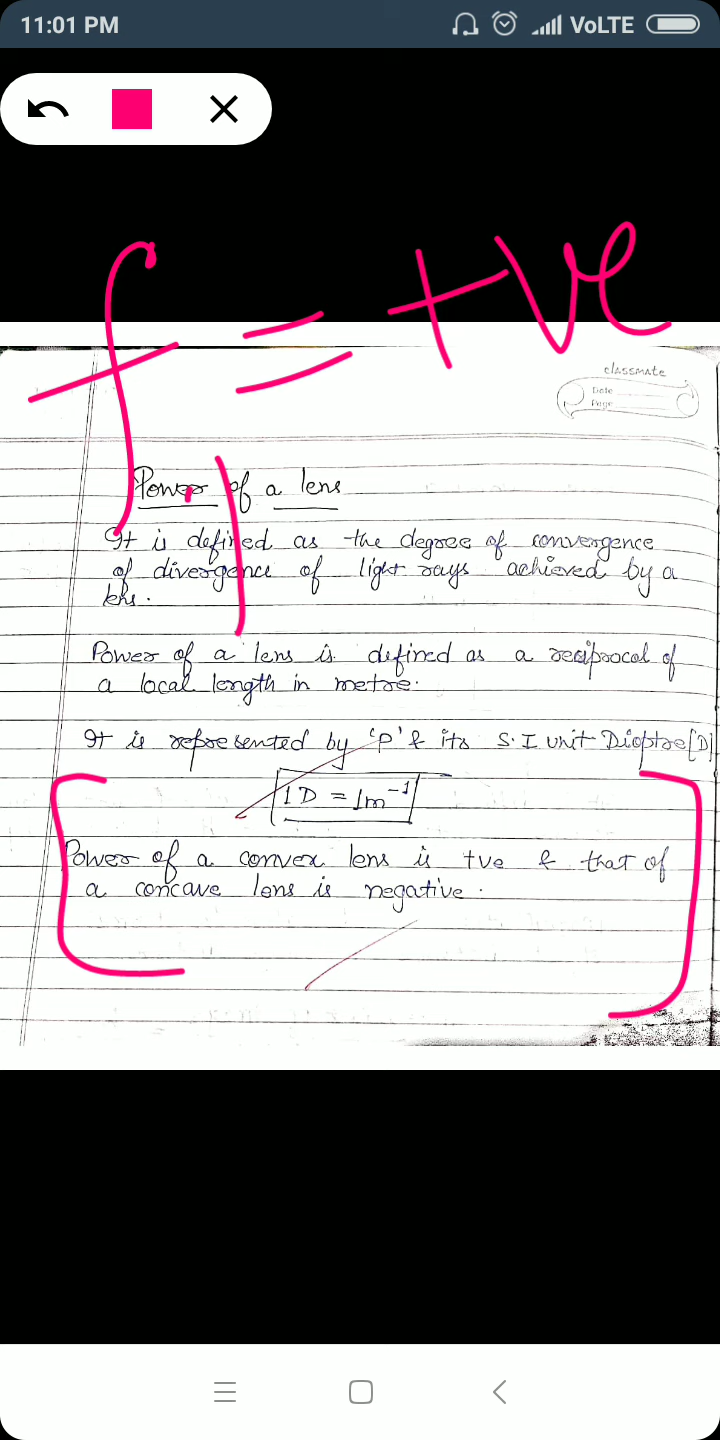 11:01 PM VoLTE
f = +ve
classmate
Date
Page
Power of a lens
It is defined as the degree of convergence
of divergence of light rays achieved by a
lens.
Power of a lens is defined as a reciprocal of
a local length in metre.
It is represented by 'P' & its S.I unit Dioptre[D]
1D = 1m⁻¹
Power of a convex lens is +ve & that of
a concave lens is negative.